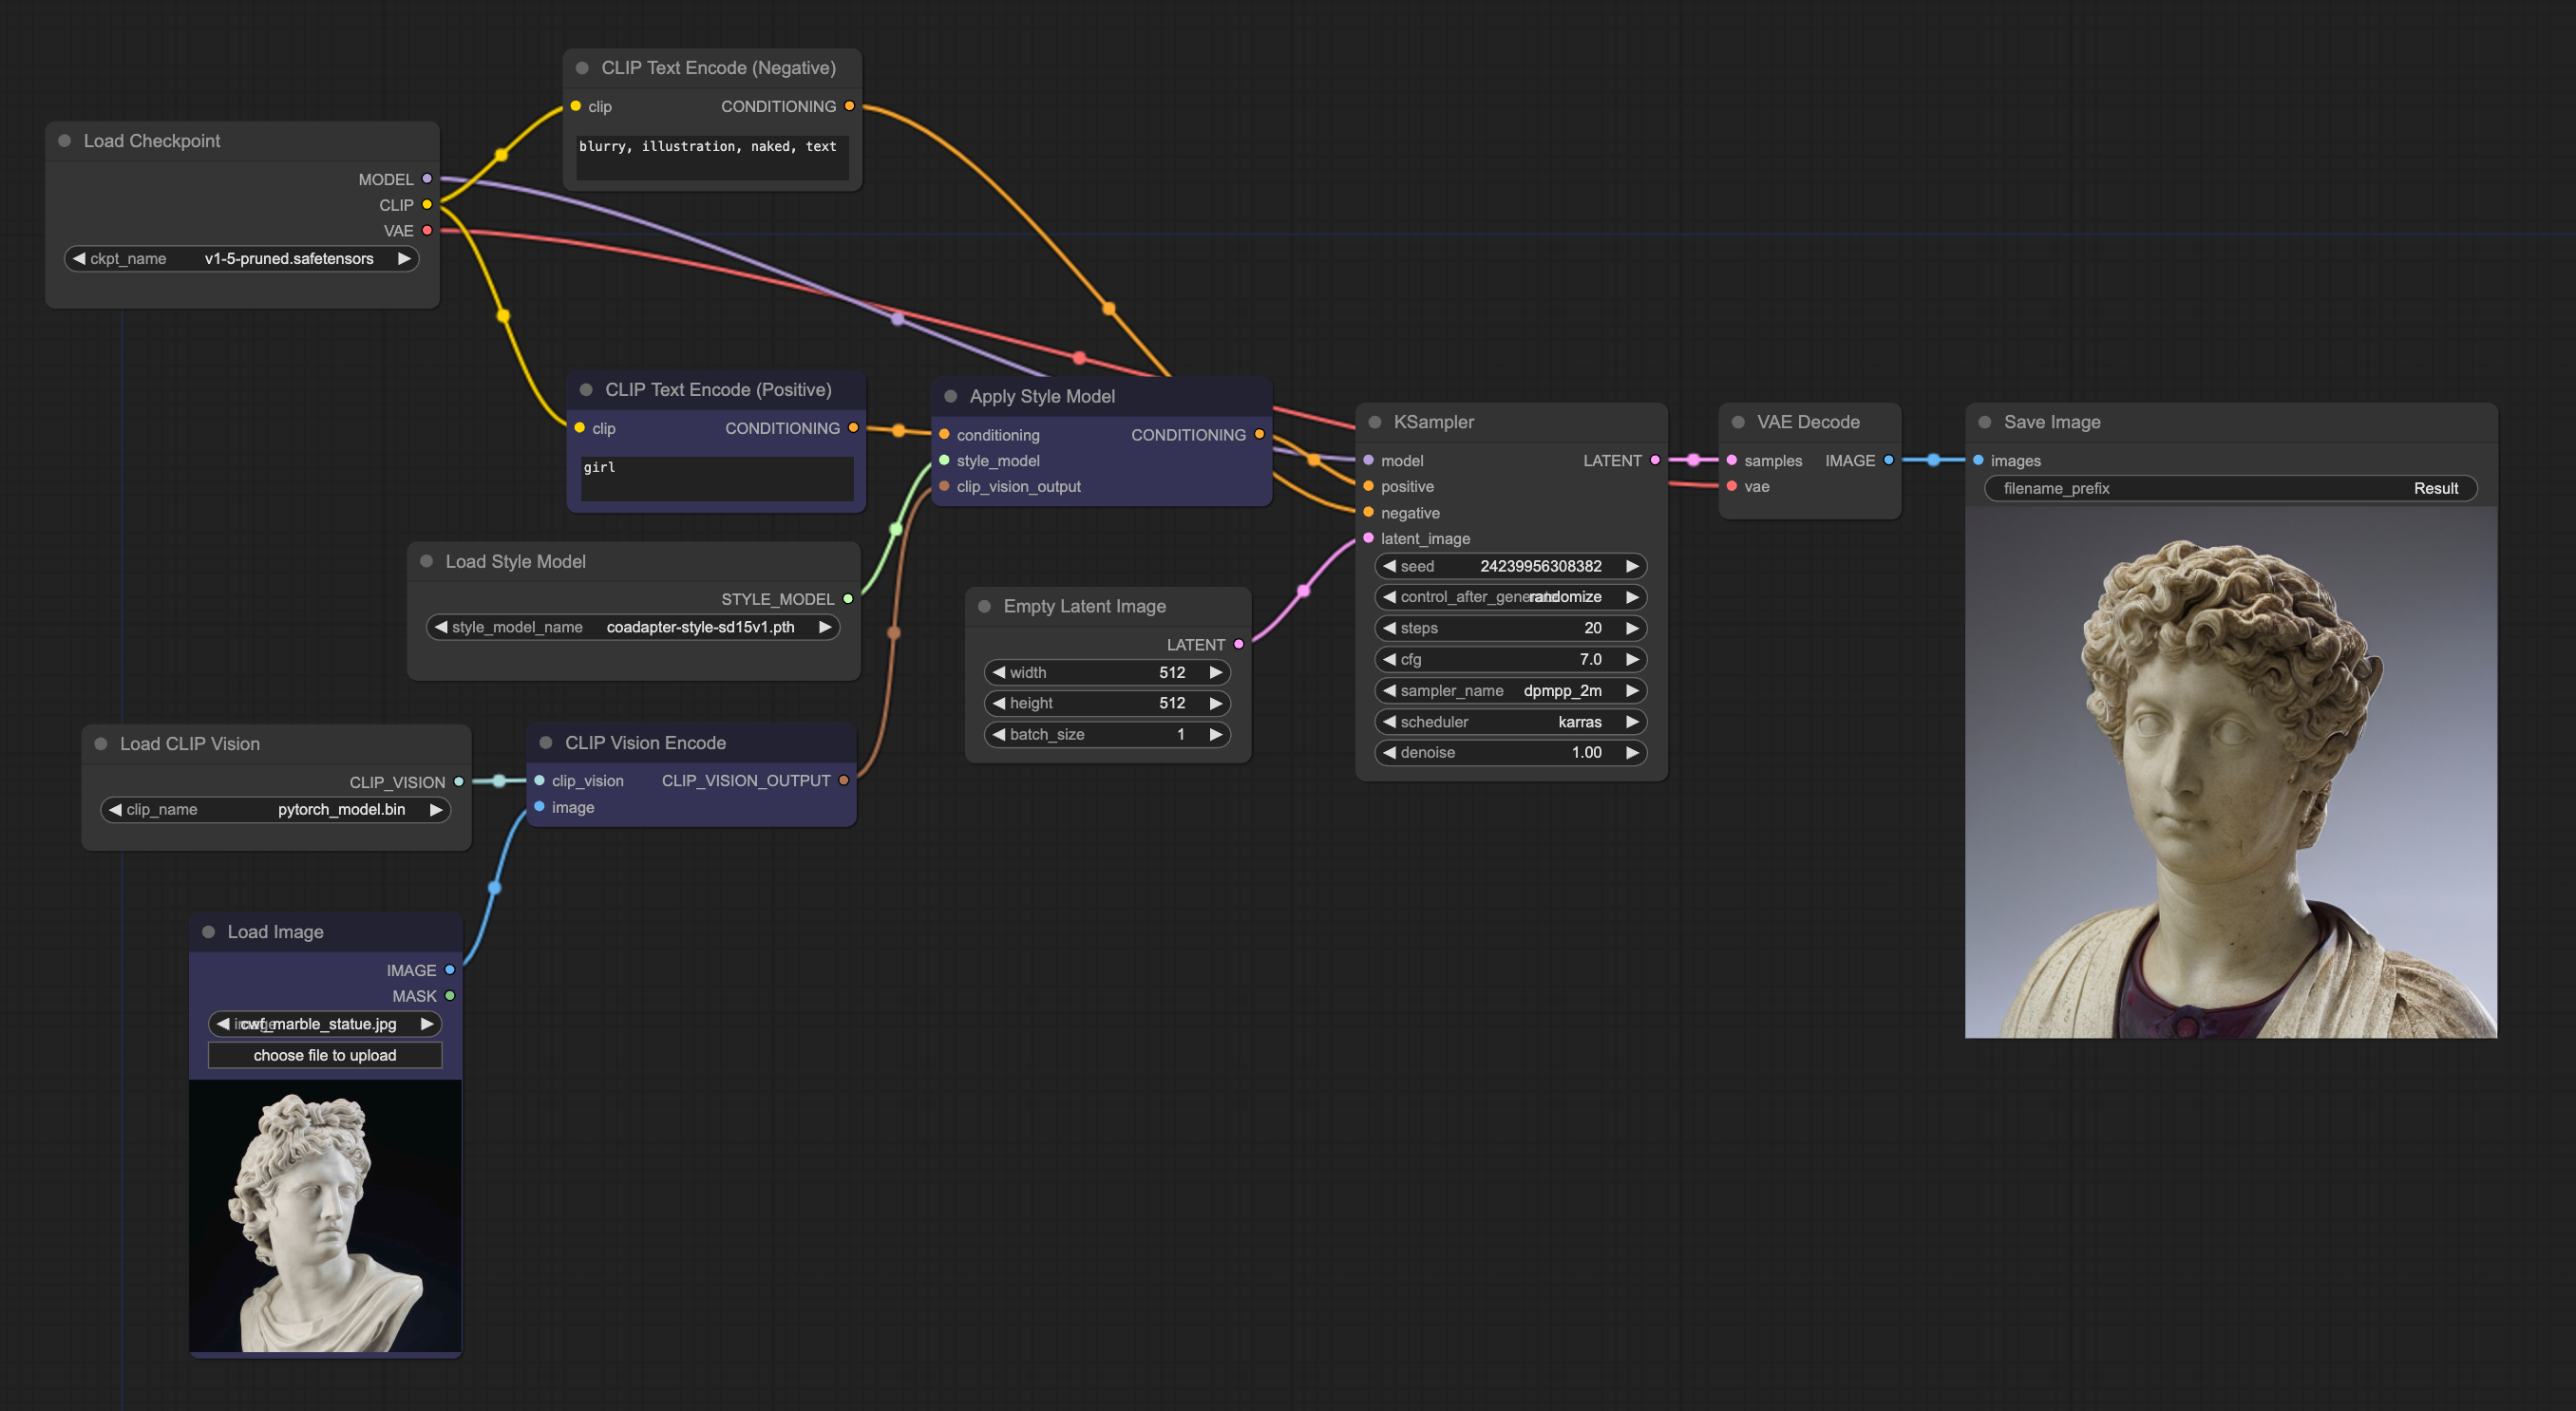 CLIP Text Encode (Negative)
clip CONDITIONING
blurry, illustration, naked, text
Load Checkpoint
MODEL
CLIP
VAE
ckpt_name v1-5-pruned.safetensors
CLIP Text Encode (Positive)
clip CONDITIONING
girl
Apply Style Model
conditioning CONDITIONING
style_model
clip_vision_output
Load Style Model
STYLE_MODEL
style_model_name coadapter-style-sd15v1.pth
Load CLIP Vision
CLIP_VISION
clip_name pytorch_model.bin
CLIP Vision Encode
clip_vision CLIP_VISION_OUTPUT
image
Load Image
IMAGE
MASK
image cwf_marble_statue.jpg
choose file to upload
Empty Latent Image
LATENT
width 512
height 512
batch_size 1
KSampler
model LATENT
positive
negative
latent_image
seed 24239956308382
control_after_generate randomize
steps 20
cfg 7.0
sampler_name dpmpp_2m
scheduler karras
denoise 1.00
VAE Decode
samples IMAGE
vae
Save Image
images
filename_prefix Result